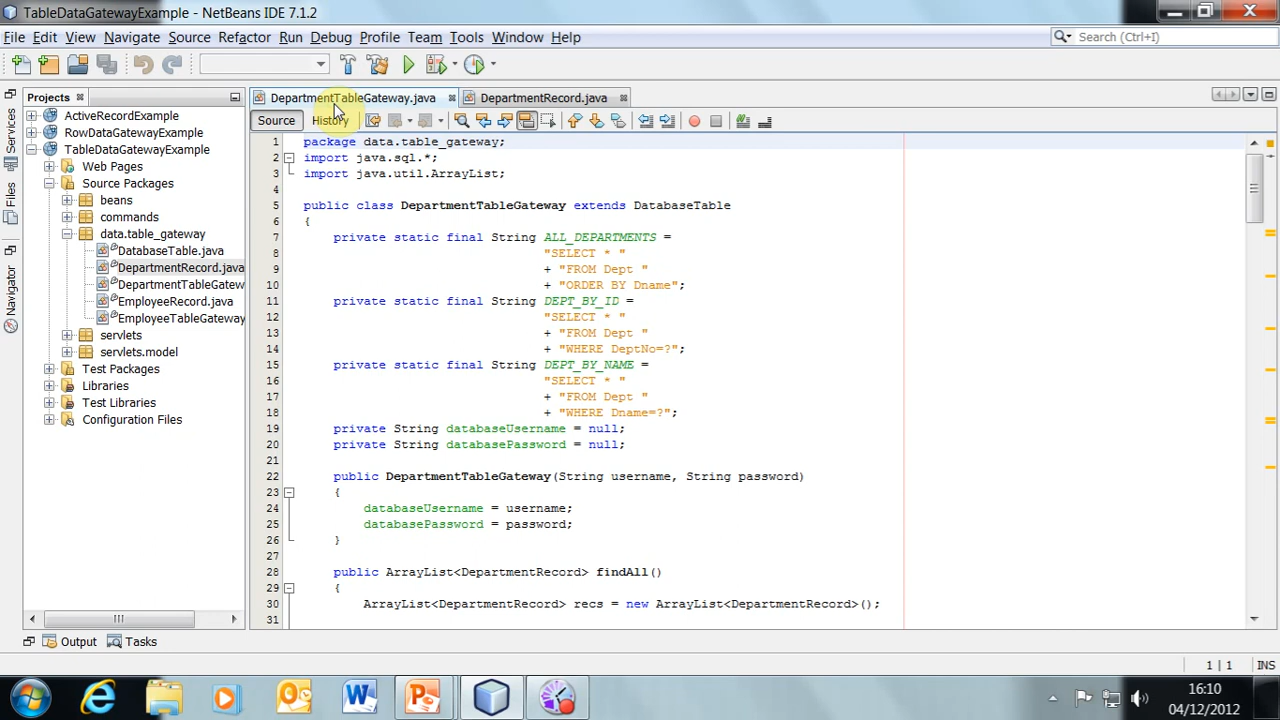 TableDataGatewayExample - NetBeans IDE 7.1.2
File Edit View Navigate Source Refactor Run Debug Profile Team Tools Window Help
Search (Ctrl+I)
Projects
DepartmentTableGateway.java
DepartmentRecord.java
Source
History
Services
Files
Navigator
ActiveRecordExample
RowDataGatewayExample
TableDataGatewayExample
Web Pages
Source Packages
beans
commands
data.table_gateway
DatabaseTable.java
DepartmentRecord.java
DepartmentTableGatew
EmployeeRecord.java
EmployeeTableGateway
servlets
servlets.model
Test Packages
Libraries
Test Libraries
Configuration Files
1 package data.table_gateway;
2 import java.sql.*;
3 import java.util.ArrayList;
4
5 public class DepartmentTableGateway extends DatabaseTable
6 {
7 private static final String ALL_DEPARTMENTS =
8 "SELECT * "
9 + "FROM Dept "
10 + "ORDER BY Dname";
11 private static final String DEPT_BY_ID =
12 "SELECT * "
13 + "FROM Dept "
14 + "WHERE DeptNo=?";
15 private static final String DEPT_BY_NAME =
16 "SELECT * "
17 + "FROM Dept "
18 + "WHERE Dname=?";
19 private String databaseUsername = null;
20 private String databasePassword = null;
21
22 public DepartmentTableGateway(String username, String password)
23 {
24 databaseUsername = username;
25 databasePassword = password;
26 }
27
28 public ArrayList<DepartmentRecord> findAll()
29 {
30 ArrayList<DepartmentRecord> recs = new ArrayList<DepartmentRecord>();
31
Output
Tasks
1 | 1
INS
16:10
04/12/2012